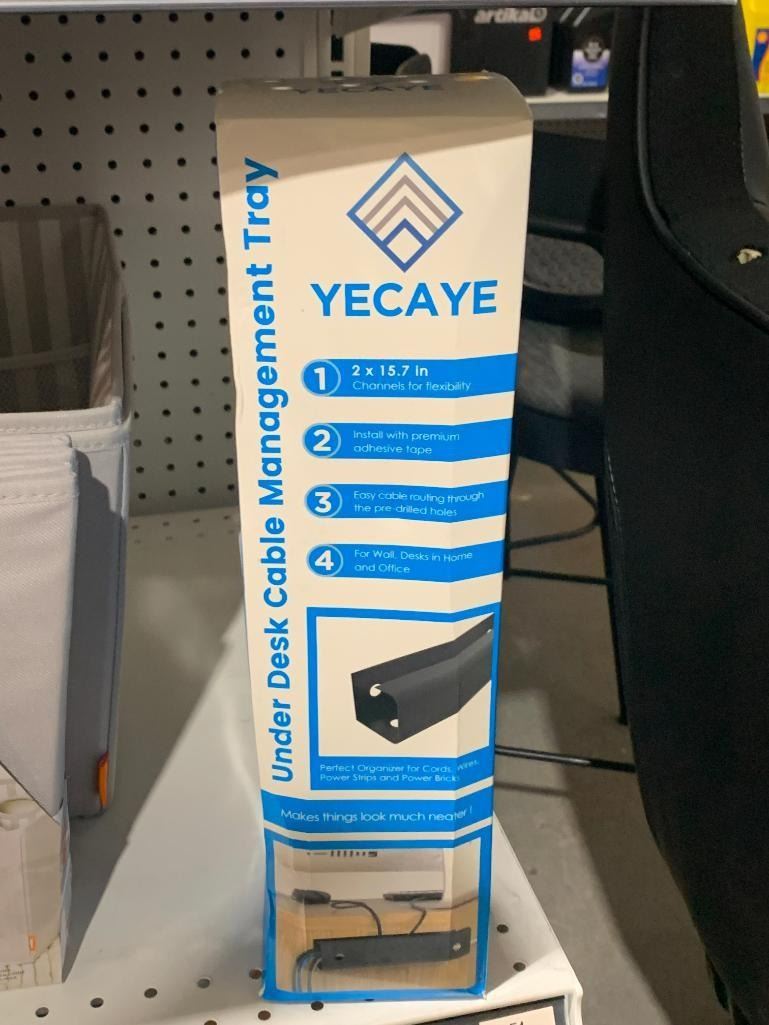 artika
YECAYE
Under Desk Cable Management Tray
YECAYE
1
2 x 15.7 in
Channels for flexibility
2
Install with premium
adhesive tape
3
Easy cable routing through
the pre-drilled holes
4
For Wall, Desks in Home
and Office
Perfect Organizer for Cords, Wires,
Power Strips and Power Bricks
Makes things look much neater !